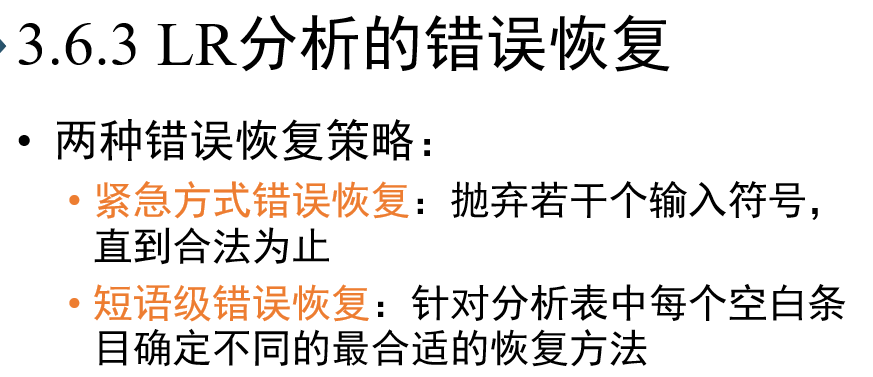 3.6.3 LR分析的错误恢复
• 两种错误恢复策略：
• 紧急方式错误恢复：抛弃若干个输入符号，
直到合法为止
• 短语级错误恢复：针对分析表中每个空白条
目确定不同的最合适的恢复方法